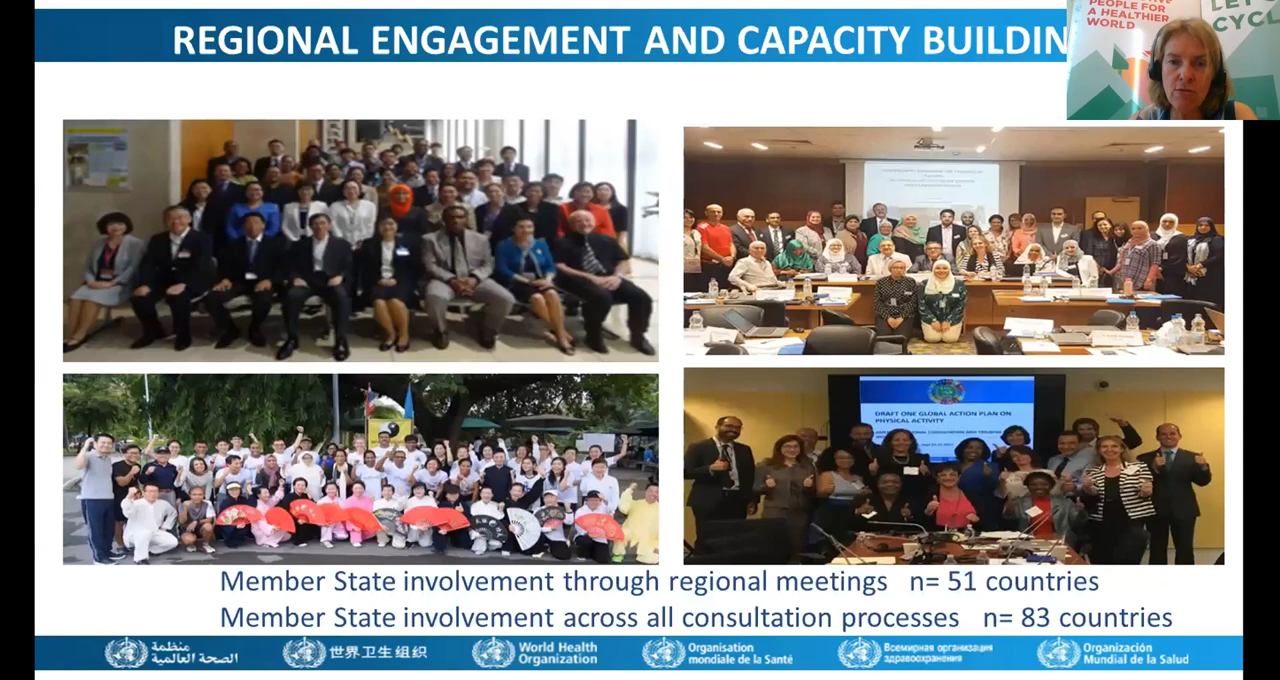 REGIONAL ENGAGEMENT AND CAPACITY BUILDIN
PEOPLE FOR
A HEALTHIER
WORLD
LET'S
CYCL
DRAFT ONE GLOBAL ACTION PLAN ON
PHYSICAL ACTIVITY
Member State involvement through regional meetings n= 51 countries
Member State involvement across all consultation processes n= 83 countries
منظمة
الصحة العالمية
世界卫生组织
World Health
Organization
Organisation
mondiale de la Santé
Всемирная организация
здравоохранения
Organización
Mundial de la Salud